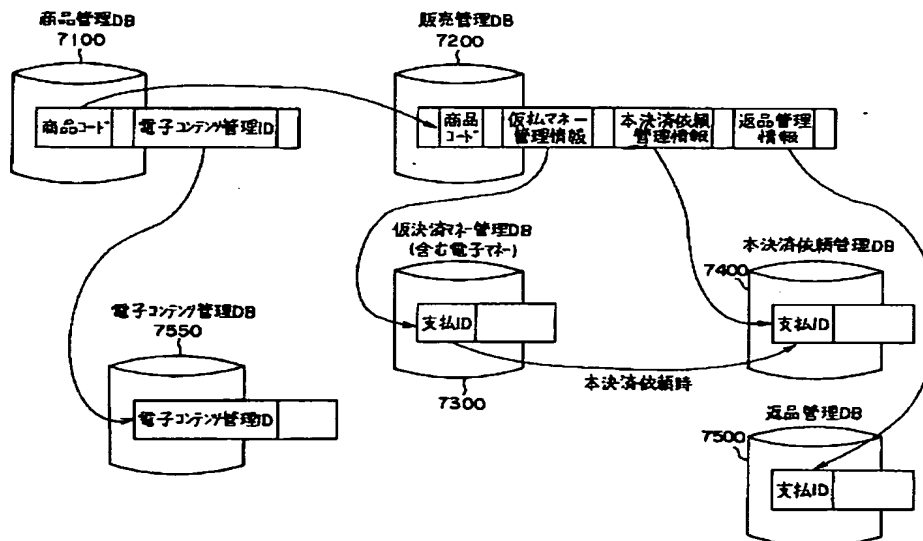 商品管理DB
7100
商品コード
電子コンテンツ管理ID
販売管理DB
7200
商品
コード
仮払マネー
管理情報
本決済依頼
管理情報
返品管理
情報
仮決済マネー管理DB
(含む電子マネー)
支払ID
7300
本決済依頼時
本決済依頼管理DB
7400
支払ID
電子コンテンツ管理DB
7550
電子コンテンツ管理ID
返品管理DB
7500
支払ID